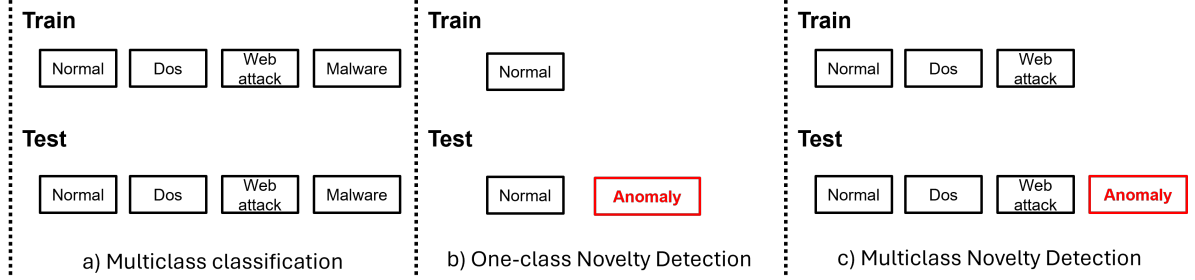 Train
Normal
Dos
Web
attack
Malware
Test
Normal
Dos
Web
attack
Malware
a) Multiclass classification
Train
Normal
Test
Normal
Anomaly
b) One-class Novelty Detection
Train
Normal
Dos
Web
attack
Test
Normal
Dos
Web
attack
Anomaly
c) Multiclass Novelty Detection